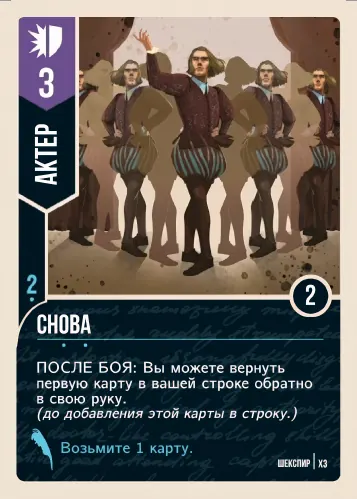 3
АКТЕР
2
2
СНОВА
ПОСЛЕ БОЯ: Вы можете вернуть
первую карту в вашей строке обратно
в свою руку.
(до добавления этой карты в строку.)
Возьмите 1 карту.
ШЕКСПИР | X3